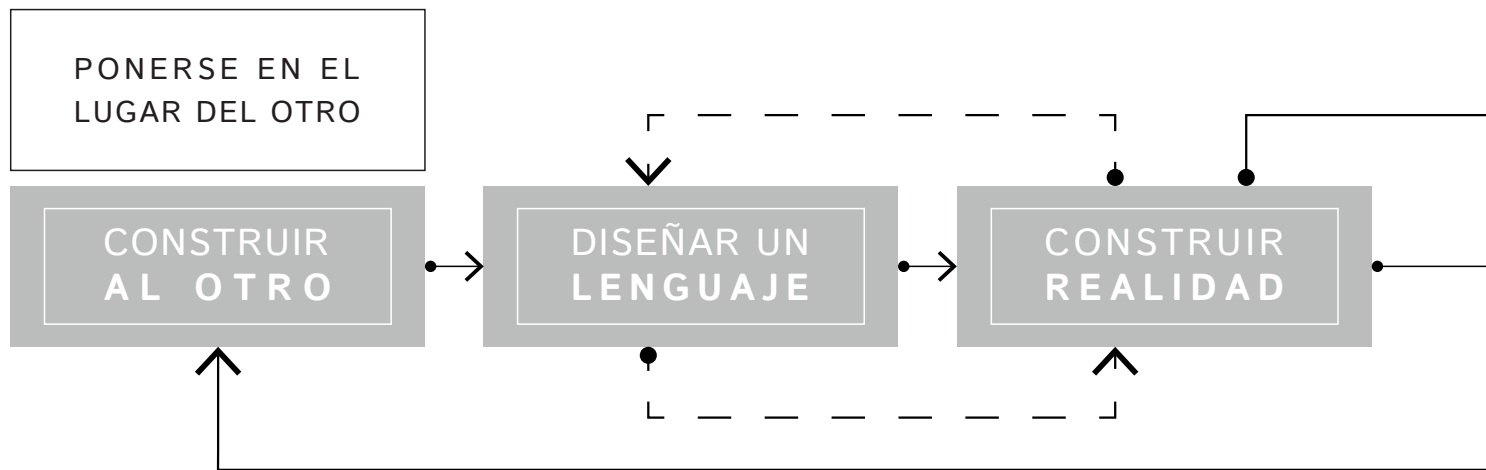 PONERSE EN EL
LUGAR DEL OTRO
CONSTRUIR
AL OTRO
DISEÑAR UN
LENGUAJE
CONSTRUIR
REALIDAD